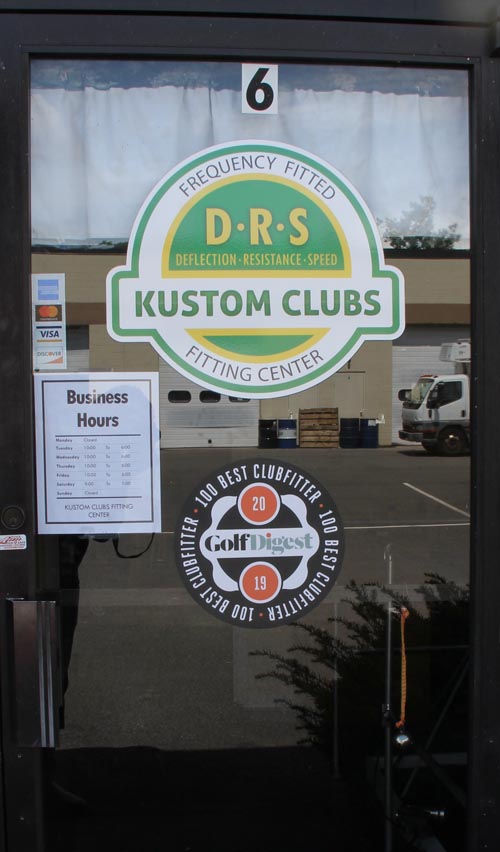 6
FREQUENCY FITTED
D·R·S
DEFLECTION·RESISTANCE·SPEED
KUSTOM CLUBS
FITTING CENTER
VISA
DISCOVER
Business
Hours
Monday Closed
Tuesday 10:00 To 6:00
Wednesday 10:00 To 6:00
Thursday 10:00 To 6:00
Friday 10:00 To 6:00
Saturday 9:00 To
Sunday Closed
KUSTOM CLUBS FITTING
CENTER
100 BEST CLUBFITTER · 100 BEST CLUBFITTER · 100 BEST CLUBFITTER ·
20
GolfDigest
19